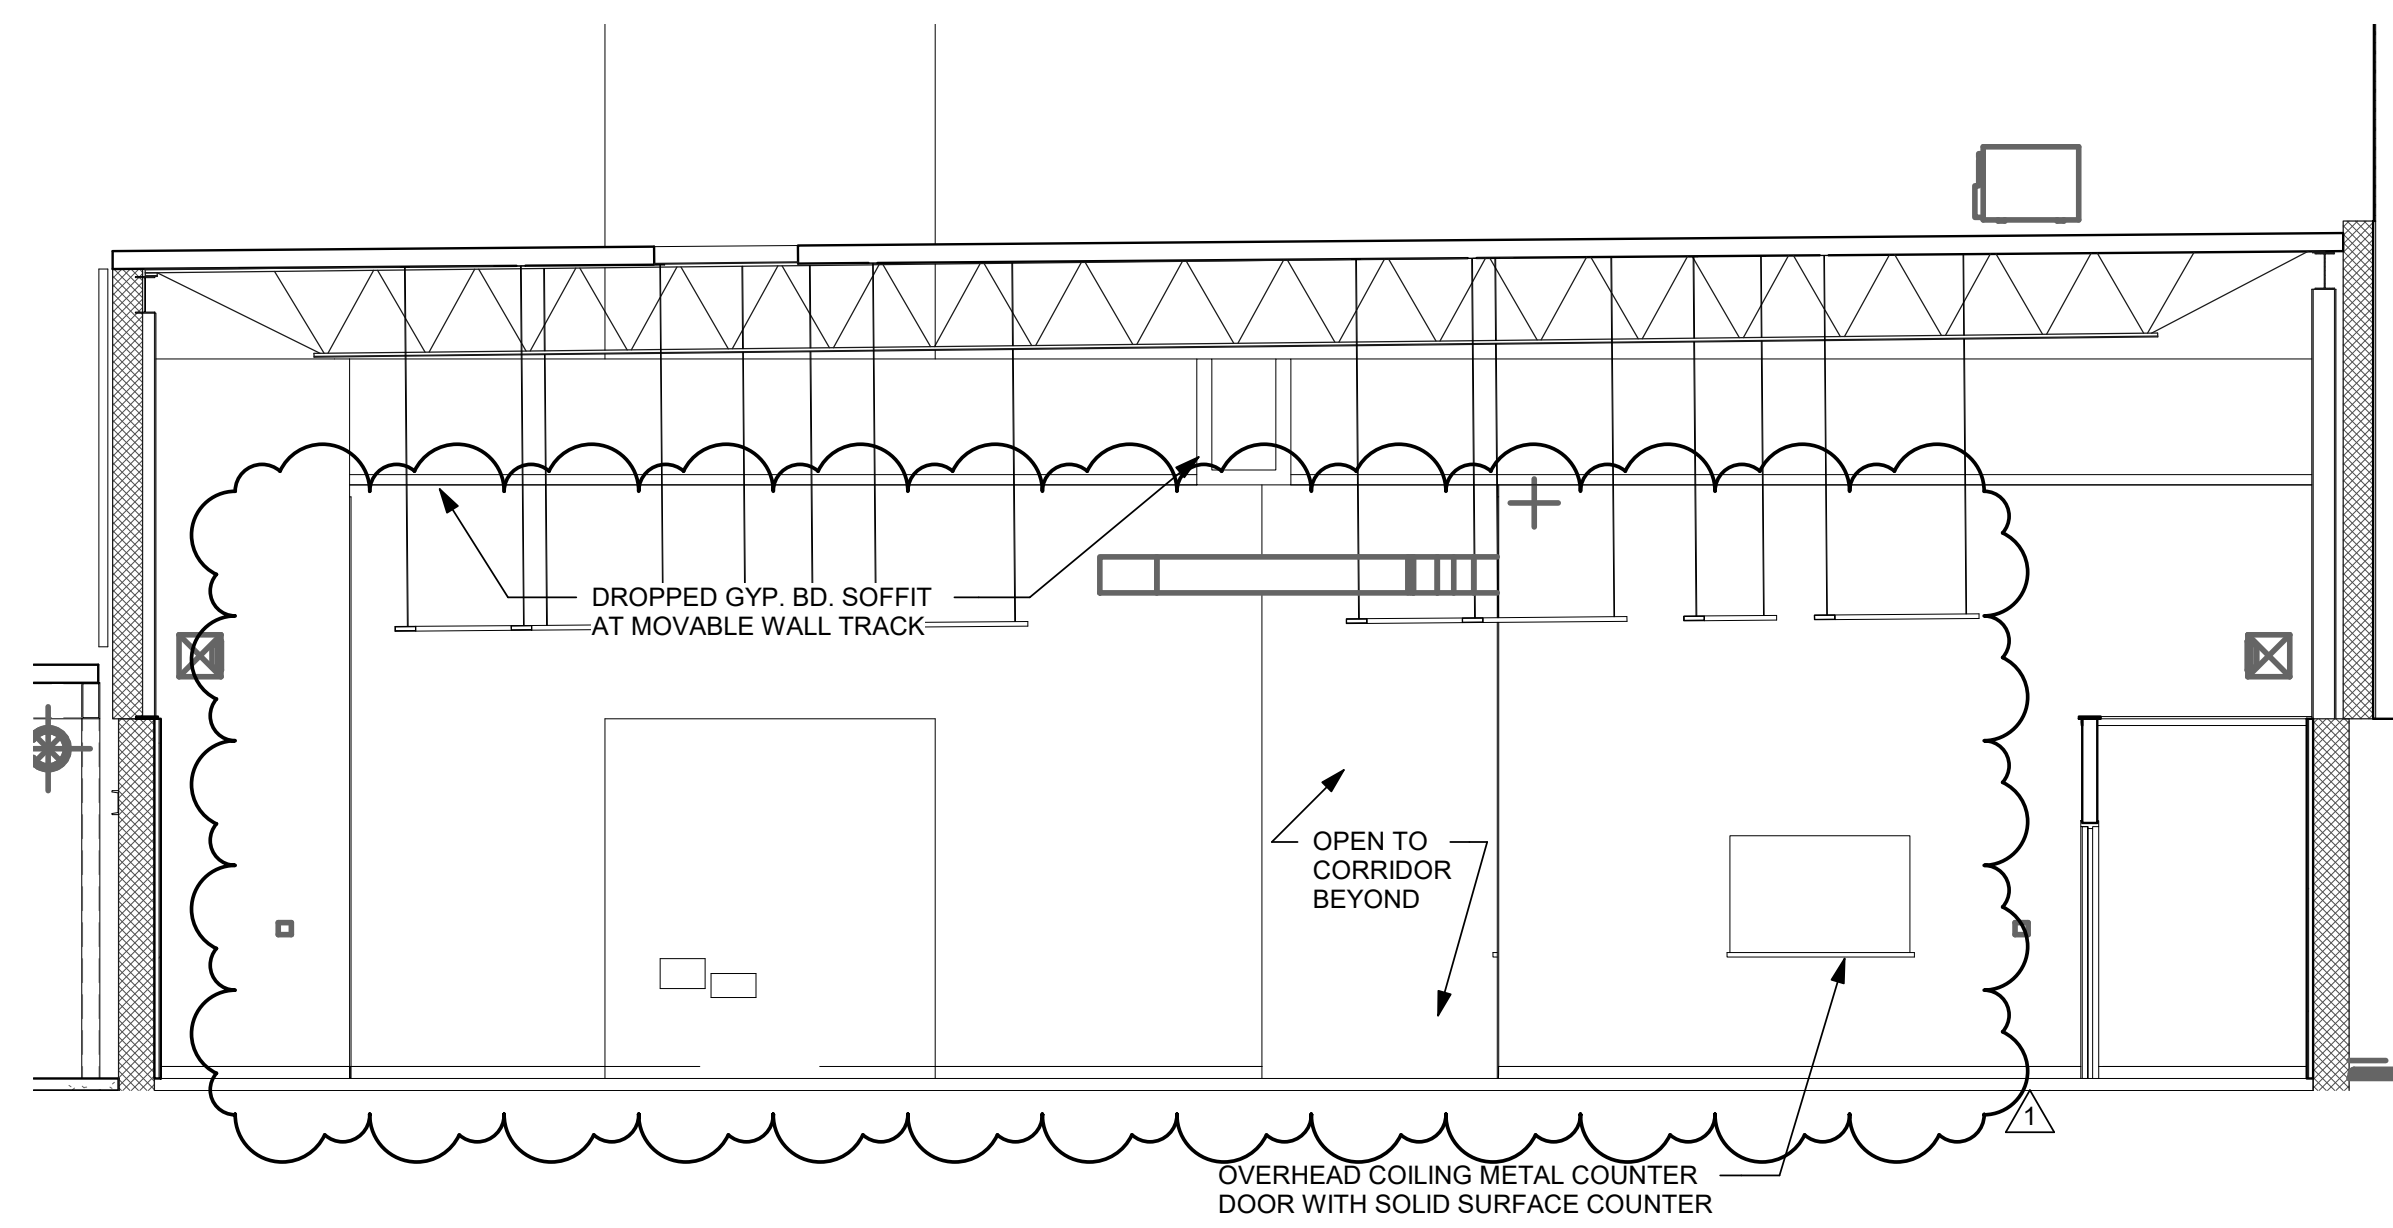 DROPPED GYP. BD. SOFFIT
AT MOVABLE WALL TRACK
OPEN TO
CORRIDOR
BEYOND
1
OVERHEAD COILING METAL COUNTER
DOOR WITH SOLID SURFACE COUNTER